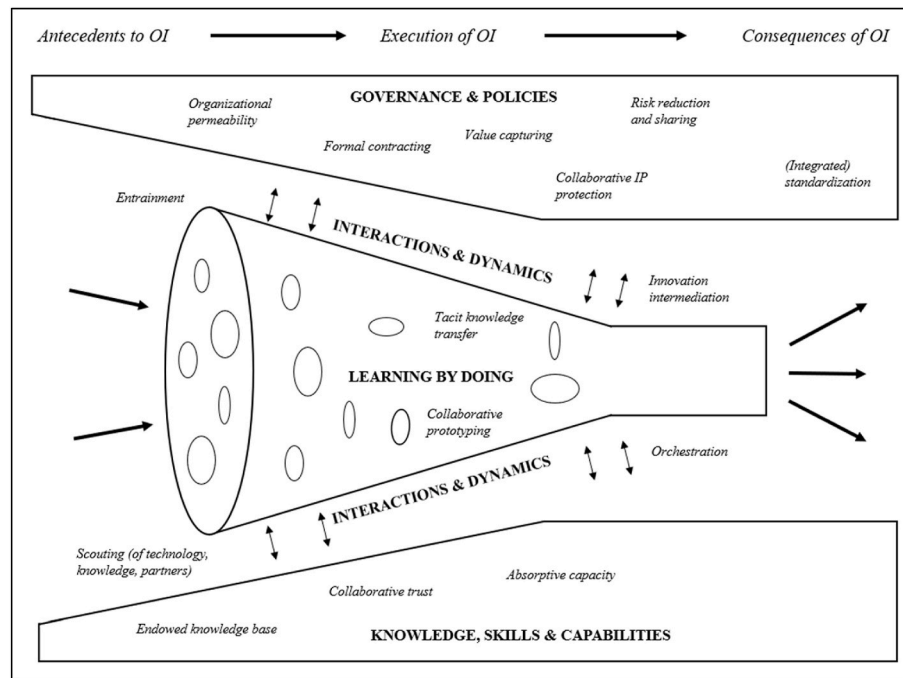 Antecedents to OI
Execution of OI
Consequences of OI
GOVERNANCE & POLICIES
Organizational
permeability
Formal contracting
Value capturing
Risk reduction
and sharing
Collaborative IP
protection
(Integrated)
standardization
Entrainment
INTERACTIONS & DYNAMICS
Innovation
intermediation
Tacit knowledge
transfer
LEARNING BY DOING
Collaborative
prototyping
INTERACTIONS & DYNAMICS
Orchestration
Scouting (of technology,
knowledge, partners)
Collaborative trust
Absorptive capacity
Endowed knowledge base
KNOWLEDGE, SKILLS & CAPABILITIES